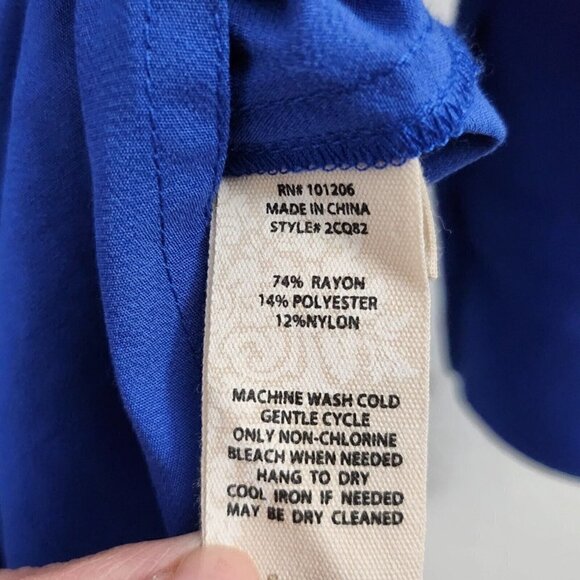 RN# 101206
MADE IN CHINA
STYLE# 2CQ82
74% RAYON
14% POLYESTER
12%NYLON
MACHINE WASH COLD
GENTLE CYCLE
ONLY NON-CHLORINE
BLEACH WHEN NEEDED
HANG TO DRY
COOL IRON IF NEEDED
MAY BE DRY CLEANED